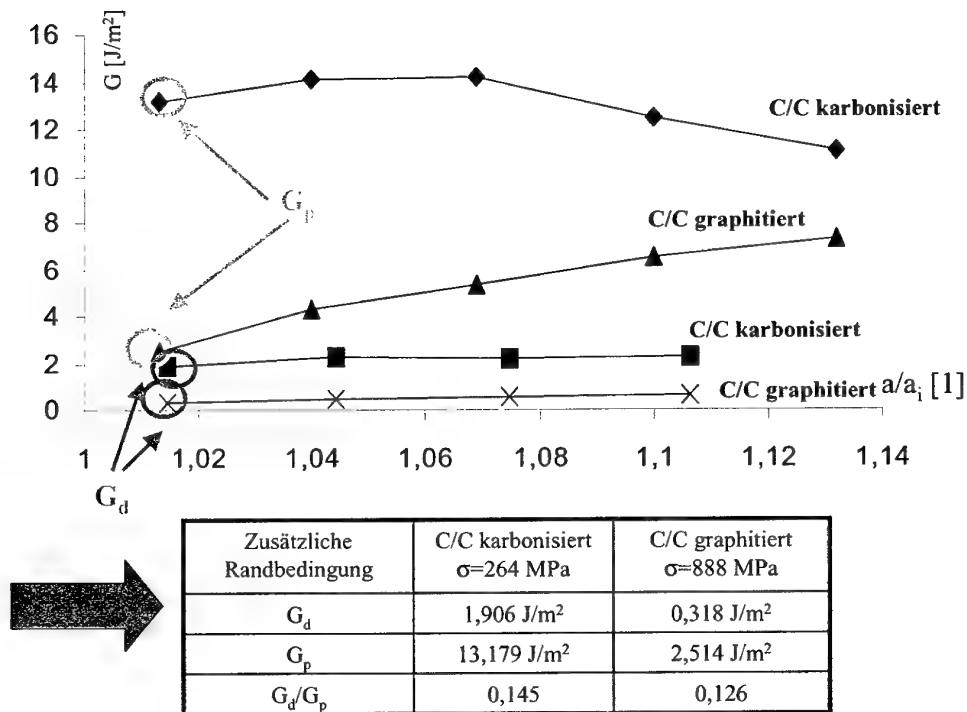 G [J/m²]
16
14
12
10
8
6
4
2
0
C/C karbonisiert
G_p
C/C graphitiert
C/C karbonisiert
C/C graphitiert a/a_i [1]
1 1,02 1,04 1,06 1,08 1,1 1,12 1,14
G_d
Zusätzliche Randbedingung | C/C karbonisiert σ=264 MPa | C/C graphitiert σ=888 MPa
G_d | 1,906 J/m² | 0,318 J/m²
G_p | 13,179 J/m² | 2,514 J/m²
G_d/G_p | 0,145 | 0,126